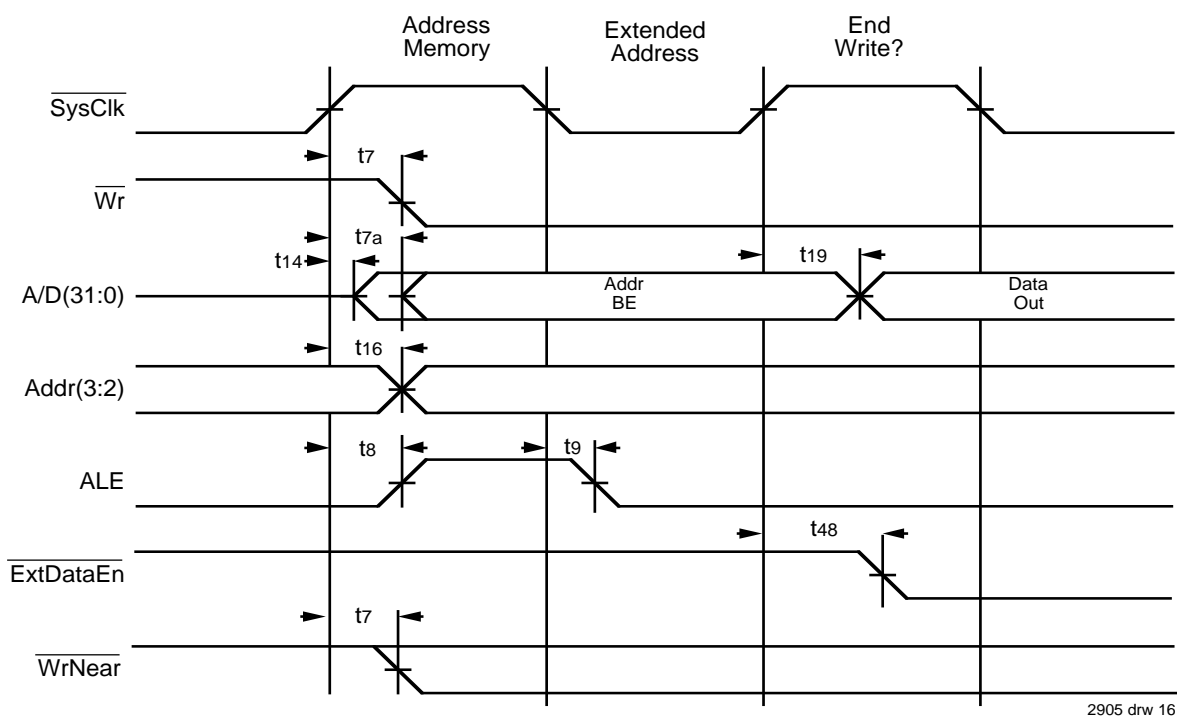 Address
Memory
Extended
Address
End
Write?
SysClk
t7
Wr
t7a
t14
t19
A/D(31:0)
Addr
BE
Data
Out
t16
Addr(3:2)
t8
t9
ALE
t48
ExtDataEn
t7
WrNear
2905 drw 16